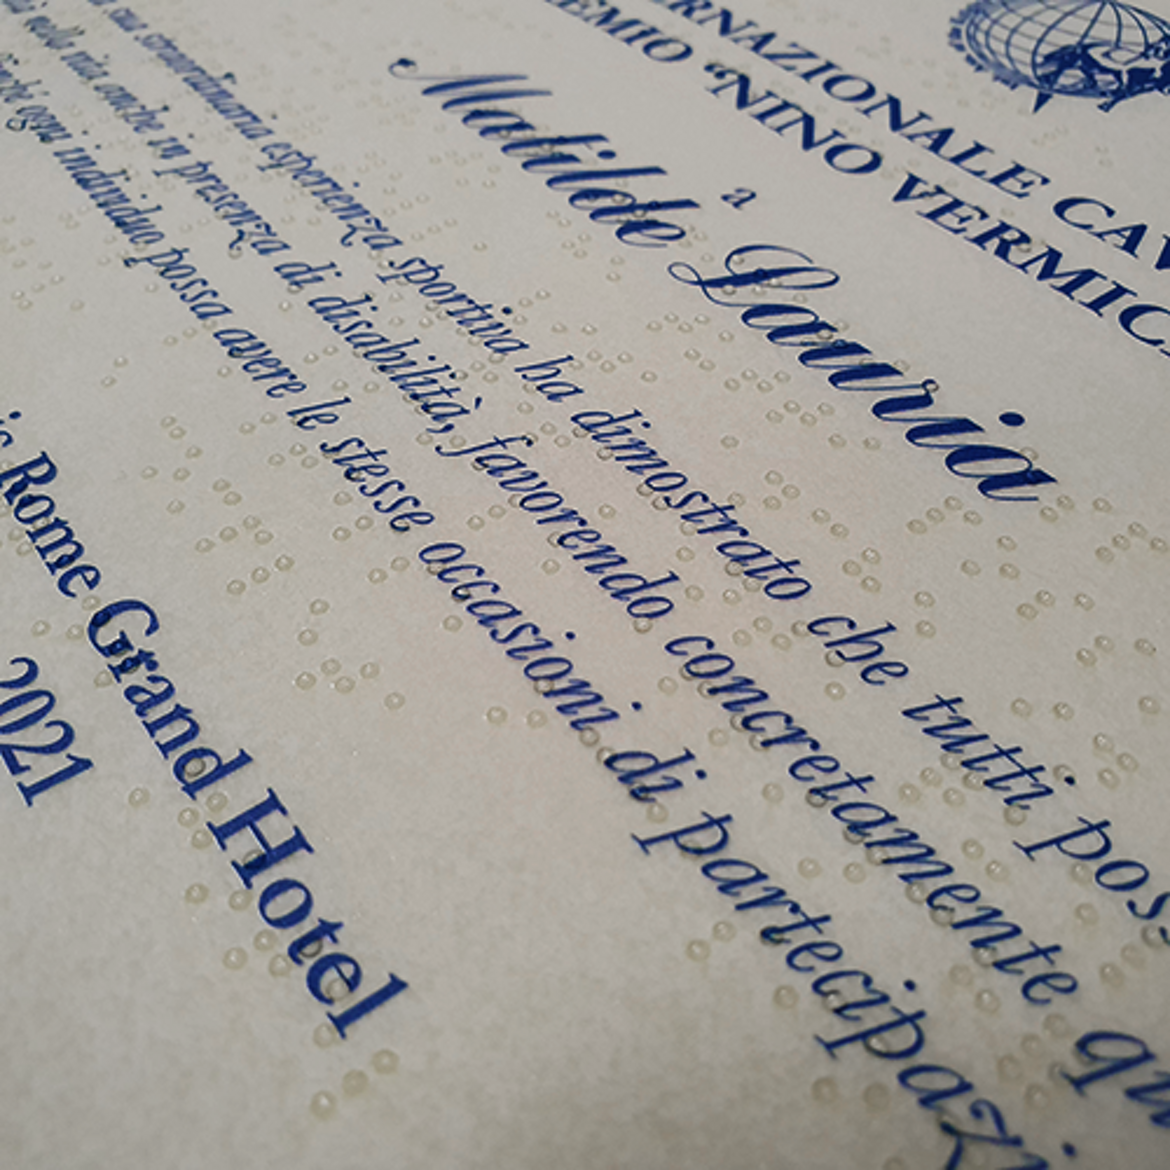 RNAZIONALE CAV
EMIO “NINO VERMIC
a
Matilde Lauria
sua straordinaria esperienza sportiva ha dimostrato che tutti poss
nella vita anche in presenza di disabilità, favorendo concretamente qu
ogni individuo possa avere le stesse occasioni di partecipazi
Rome Grand Hotel
2021